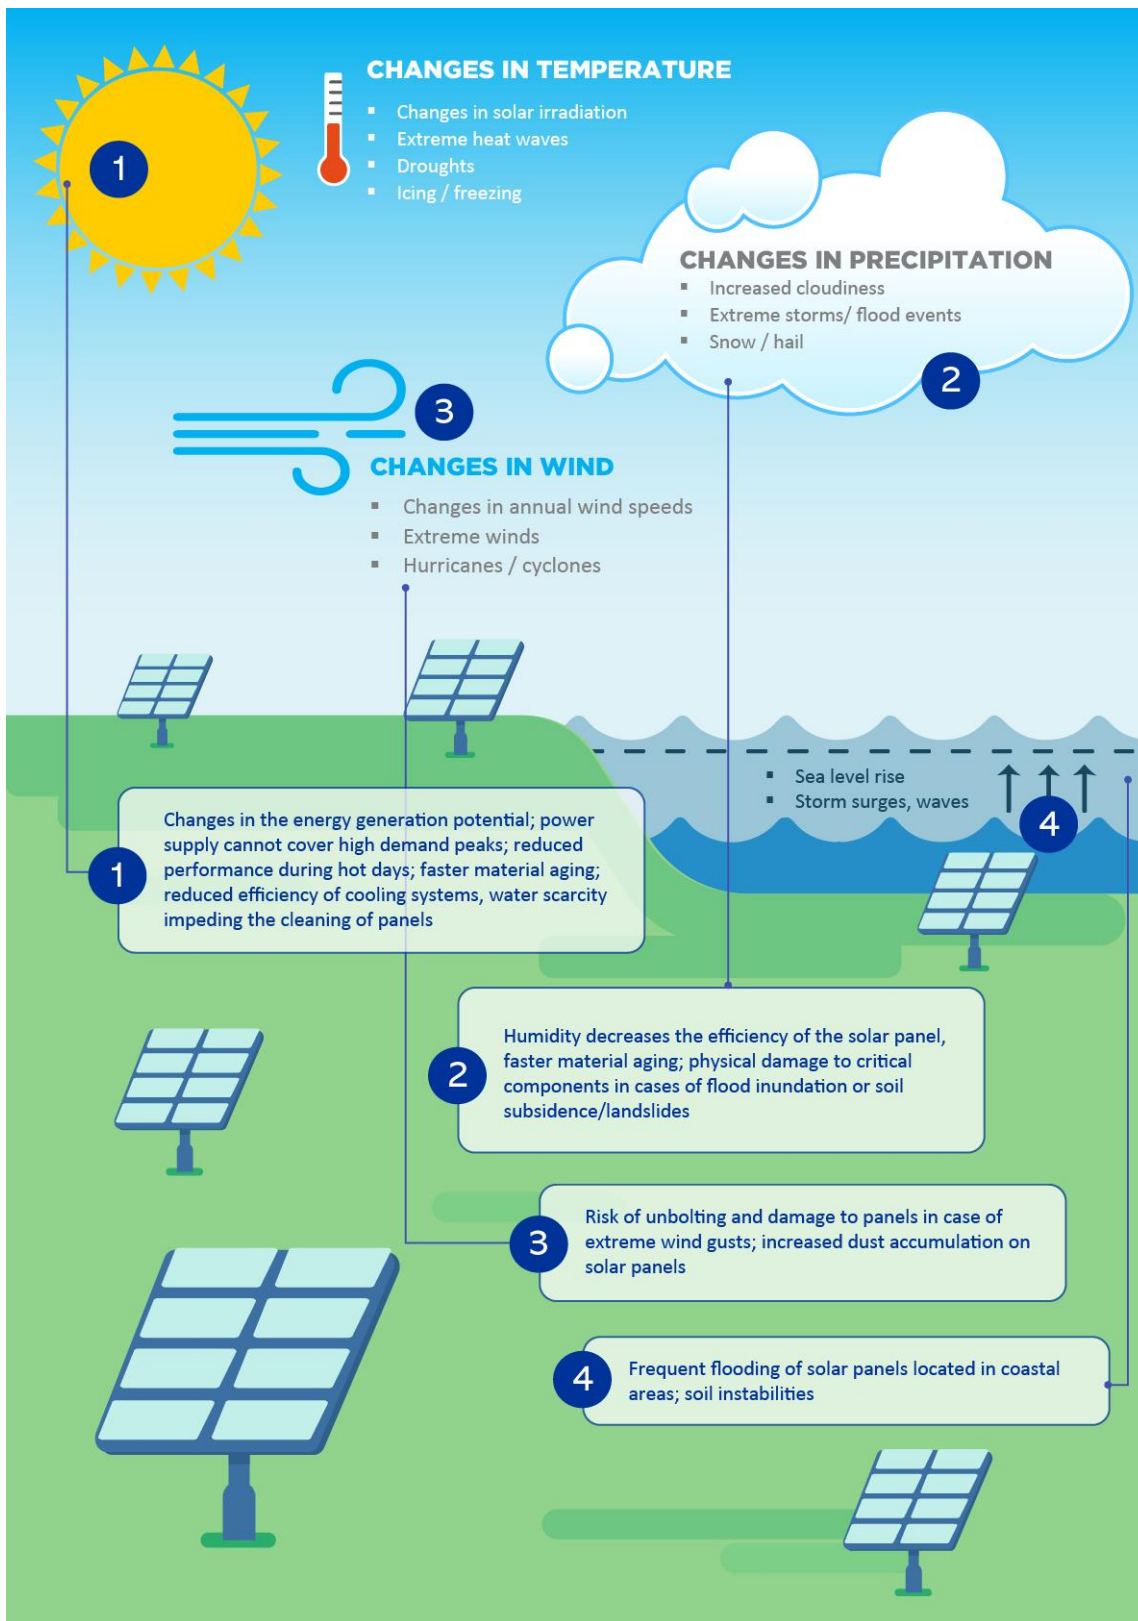 1
CHANGES IN TEMPERATURE
▪ Changes in solar irradiation
▪ Extreme heat waves
▪ Droughts
▪ Icing / freezing
CHANGES IN PRECIPITATION
▪ Increased cloudiness
▪ Extreme storms/ flood events
▪ Snow / hail
2
3
CHANGES IN WIND
▪ Changes in annual wind speeds
▪ Extreme winds
▪ Hurricanes / cyclones
▪ Sea level rise
▪ Storm surges, waves
4
1
Changes in the energy generation potential; power
supply cannot cover high demand peaks; reduced
performance during hot days; faster material aging;
reduced efficiency of cooling systems, water scarcity
impeding the cleaning of panels
2
Humidity decreases the efficiency of the solar panel,
faster material aging; physical damage to critical
components in cases of flood inundation or soil
subsidence/landslides
3
Risk of unbolting and damage to panels in case of
extreme wind gusts; increased dust accumulation on
solar panels
4
Frequent flooding of solar panels located in coastal
areas; soil instabilities